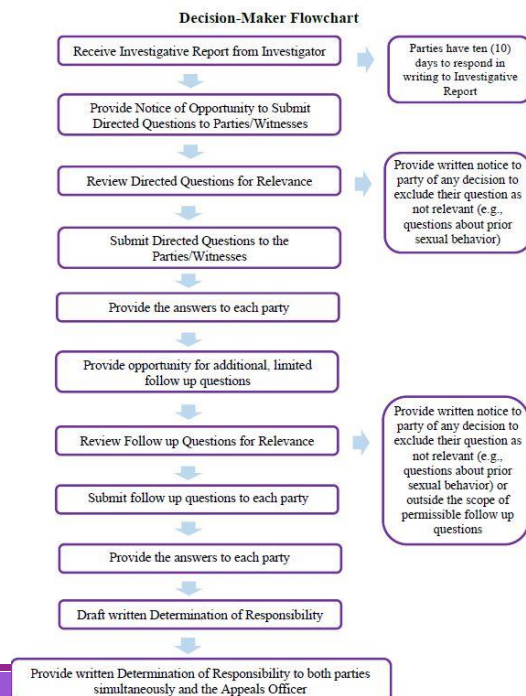 Decision-Maker Flowchart
Receive Investigative Report from Investigator
Parties have ten (10)
days to respond in
writing to Investigative
Report
Provide Notice of Opportunity to Submit
Directed Questions to Parties/Witnesses
Review Directed Questions for Relevance
Provide written notice to
party of any decision to
exclude their question as
not relevant (e.g.,
questions about prior
sexual behavior)
Submit Directed Questions to the
Parties/Witnesses
Provide the answers to each party
Provide opportunity for additional, limited
follow up questions
Review Follow up Questions for Relevance
Provide written notice to
party of any decision to
exclude their question as
not relevant (e.g.,
questions about prior
sexual behavior) or
outside the scope of
permissible follow up
questions
Submit follow up questions to each party
Provide the answers to each party
Draft written Determination of Responsibility
Provide written Determination of Responsibility to both parties
simultaneously and the Appeals Officer